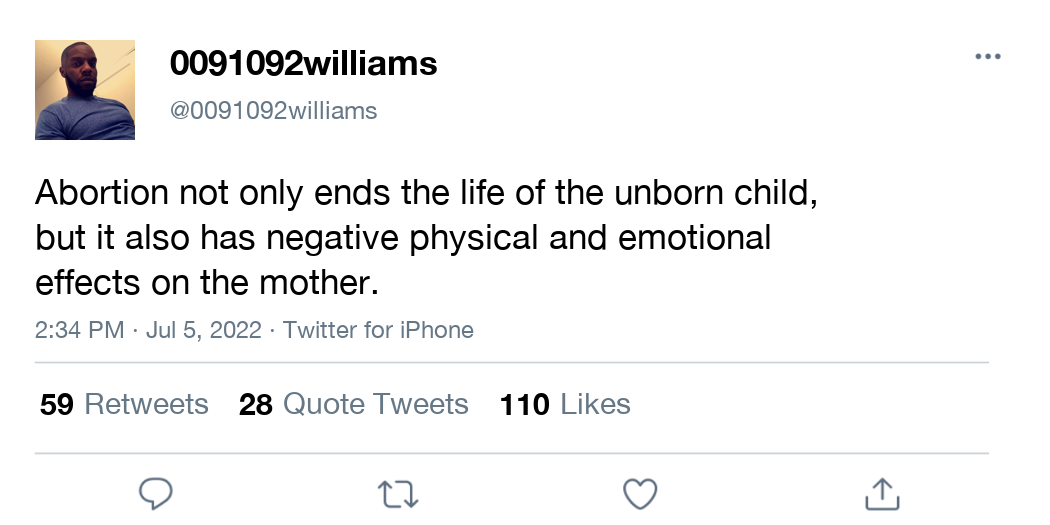 0091092williams
@0091092williams
Abortion not only ends the life of the unborn child,
but it also has negative physical and emotional
effects on the mother.
2:34 PM · Jul 5, 2022 · Twitter for iPhone
59 Retweets 28 Quote Tweets 110 Likes